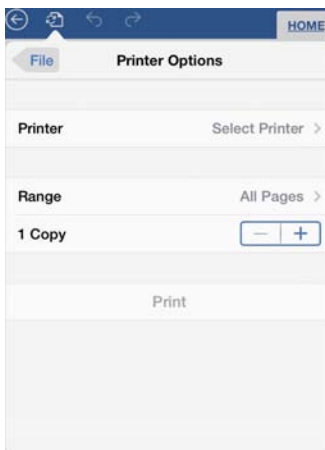 HOME
File Printer Options
Printer Select Printer >
Range All Pages >
1 Copy − +
Print